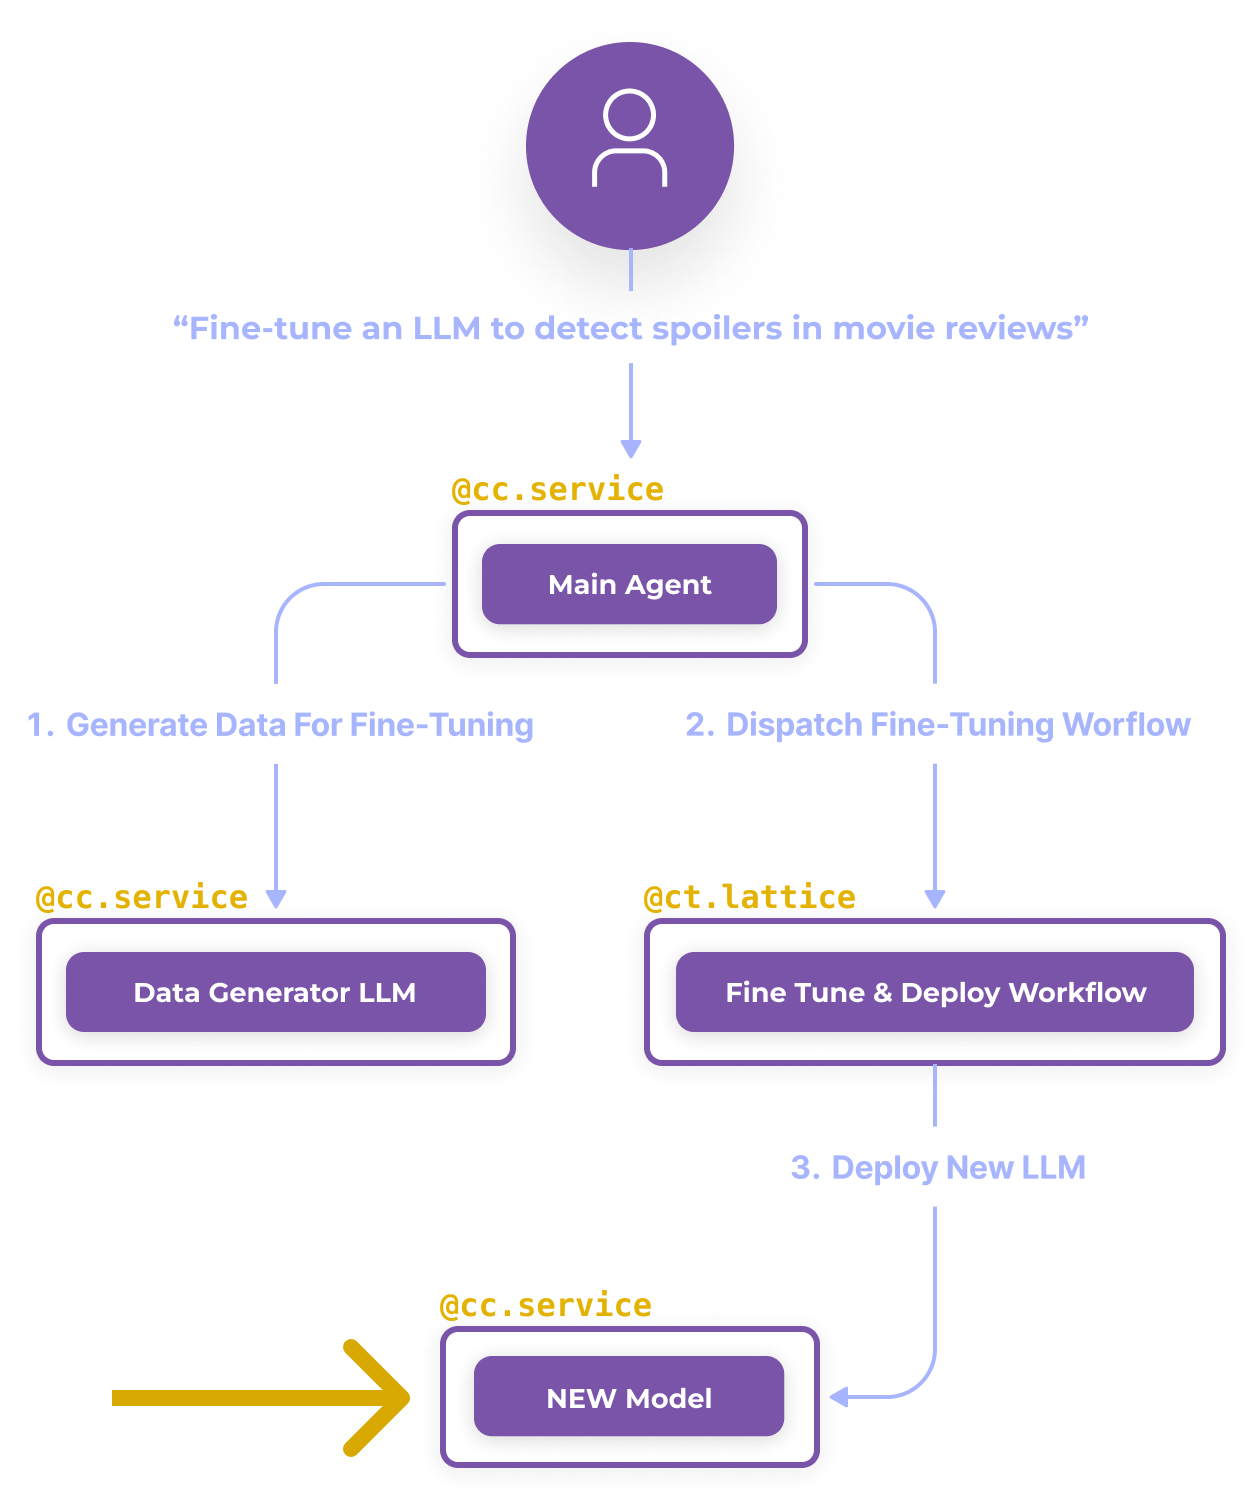 “Fine-tune an LLM to detect spoilers in movie reviews”
@cc.service
Main Agent
1. Generate Data For Fine-Tuning
2. Dispatch Fine-Tuning Worflow
@cc.service
Data Generator LLM
@ct.lattice
Fine Tune & Deploy Workflow
3. Deploy New LLM
@cc.service
NEW Model